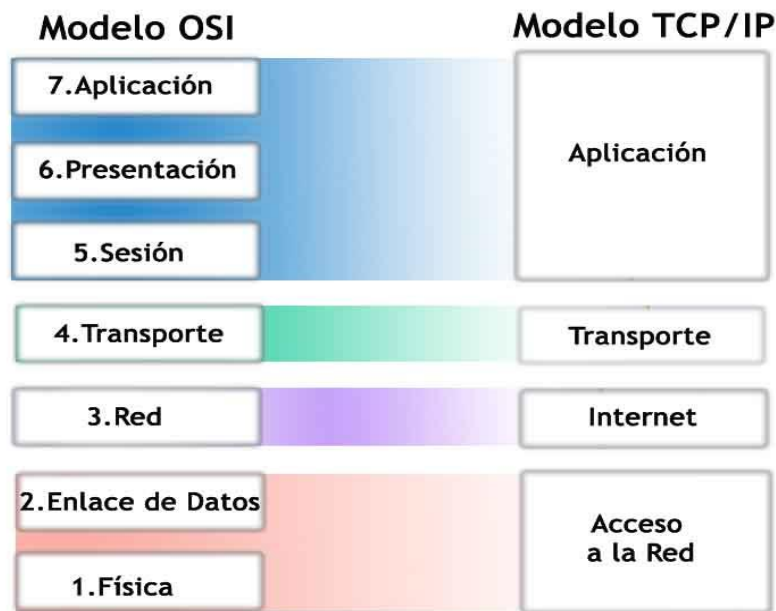 Modelo OSI
Modelo TCP/IP
7.Aplicación
6.Presentación
5.Sesión
Aplicación
4.Transporte
Transporte
3.Red
Internet
2.Enlace de Datos
1.Física
Acceso
a la Red